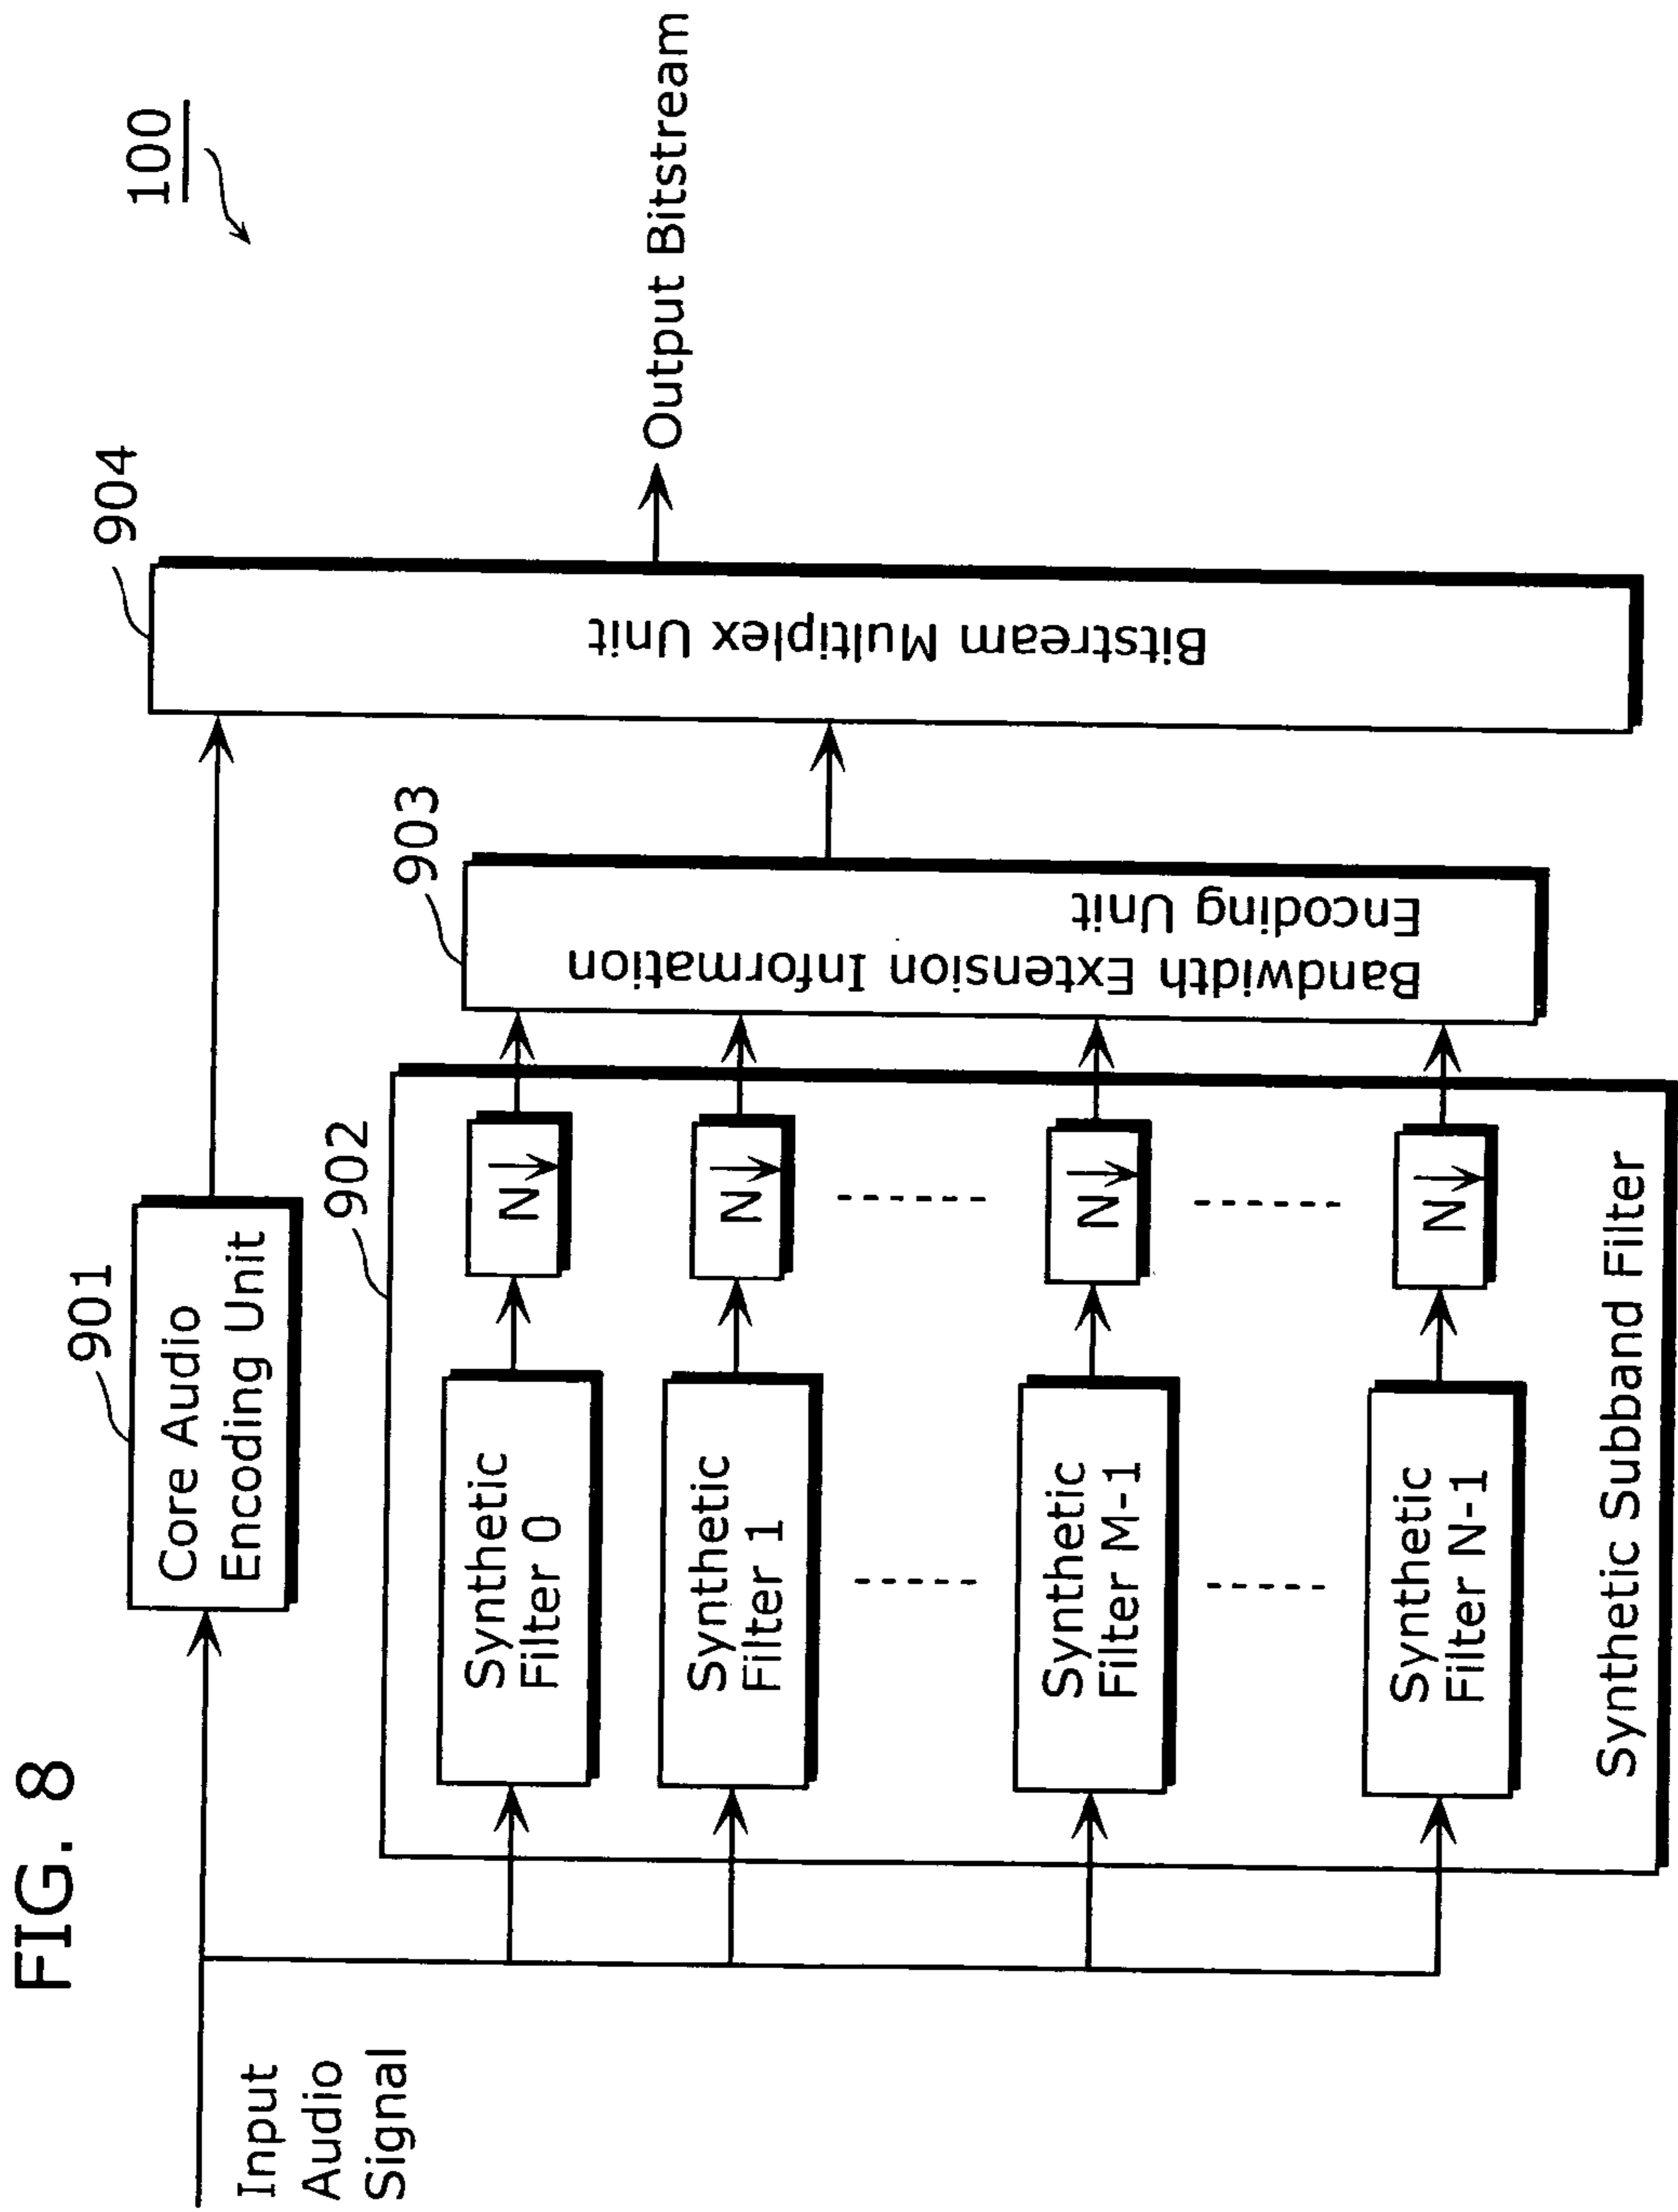 FIG. 8
100
901
Core Audio
Encoding Unit
904
Bitstream Multiplex Unit
Output Bitstream
Input
Audio
Signal
902
903
Synthetic
Filter 0
N↓
Bandwidth Extension Information
Encoding Unit
Synthetic
Filter 1
N↓
Synthetic
Filter M-1
N↓
Synthetic
Filter N-1
N↓
Synthetic Subband Filter